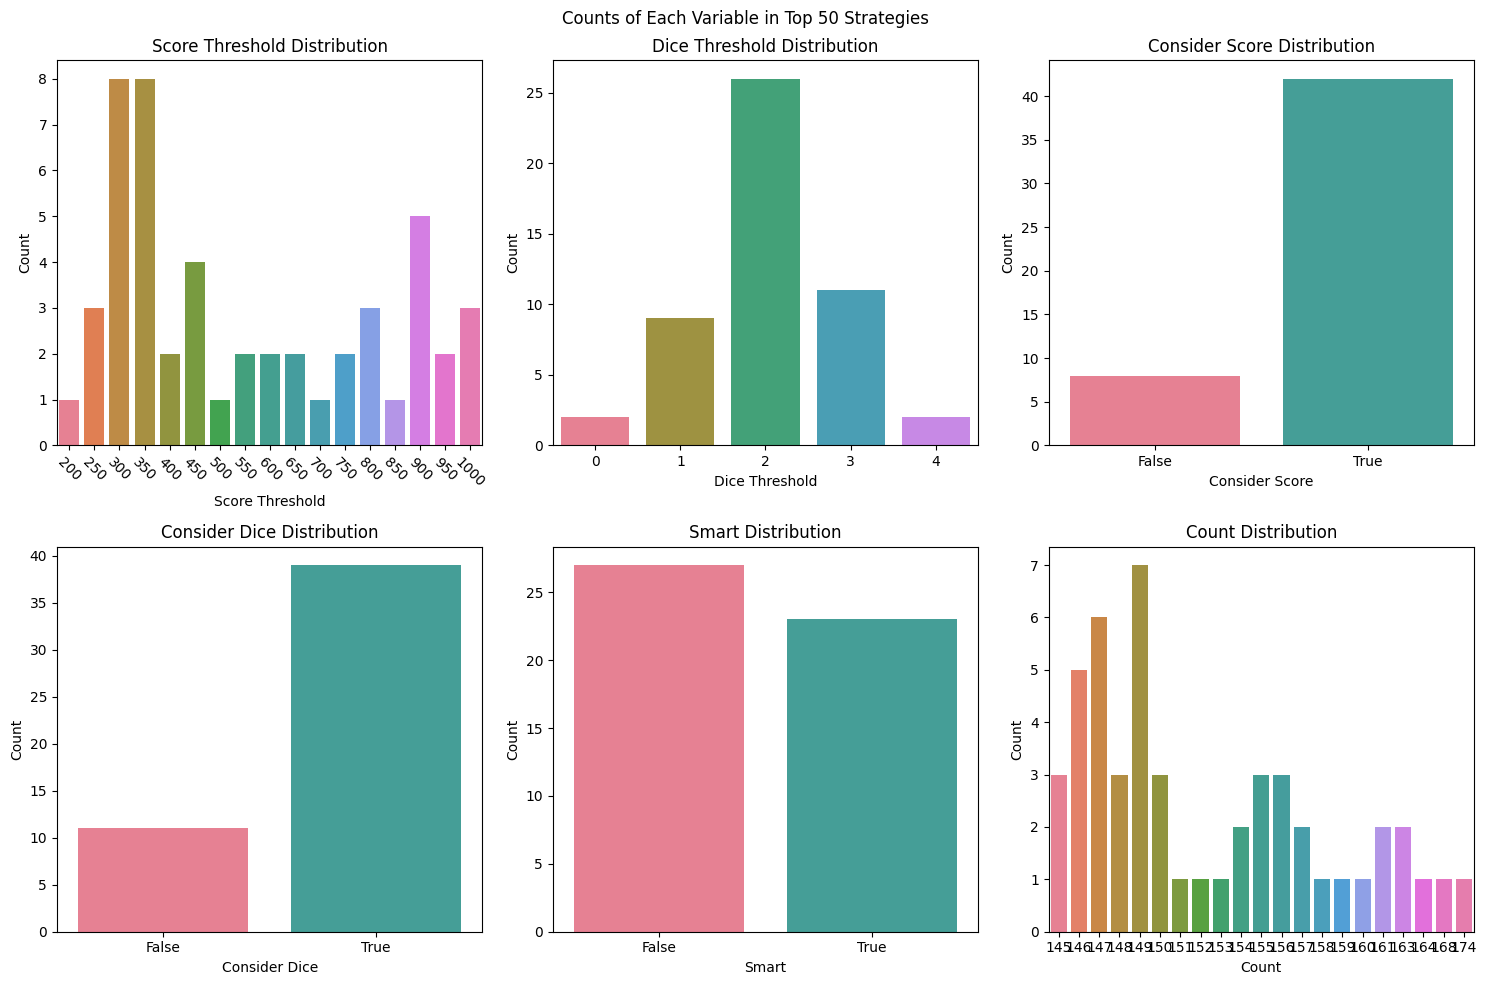 Counts of Each Variable in Top 50 Strategies
Score Threshold Distribution
8
7
6
5
4
3
2
1
0
Count
200 250 300 350 400 450 500 550 600 650 700 750 800 850 900 950 1000
Score Threshold
Dice Threshold Distribution
25
20
15
10
5
0
Count
0 1 2 3 4
Dice Threshold
Consider Score Distribution
40
35
30
25
20
15
10
5
0
Count
False True
Consider Score
Consider Dice Distribution
40
35
30
25
20
15
10
5
0
Count
False True
Consider Dice
Smart Distribution
25
20
15
10
5
0
Count
False True
Smart
Count Distribution
7
6
5
4
3
2
1
0
Count
145 146 147 148 149 150 151 152 153 154 155 156 157 158 159 160 161 163 164 168 174
Count